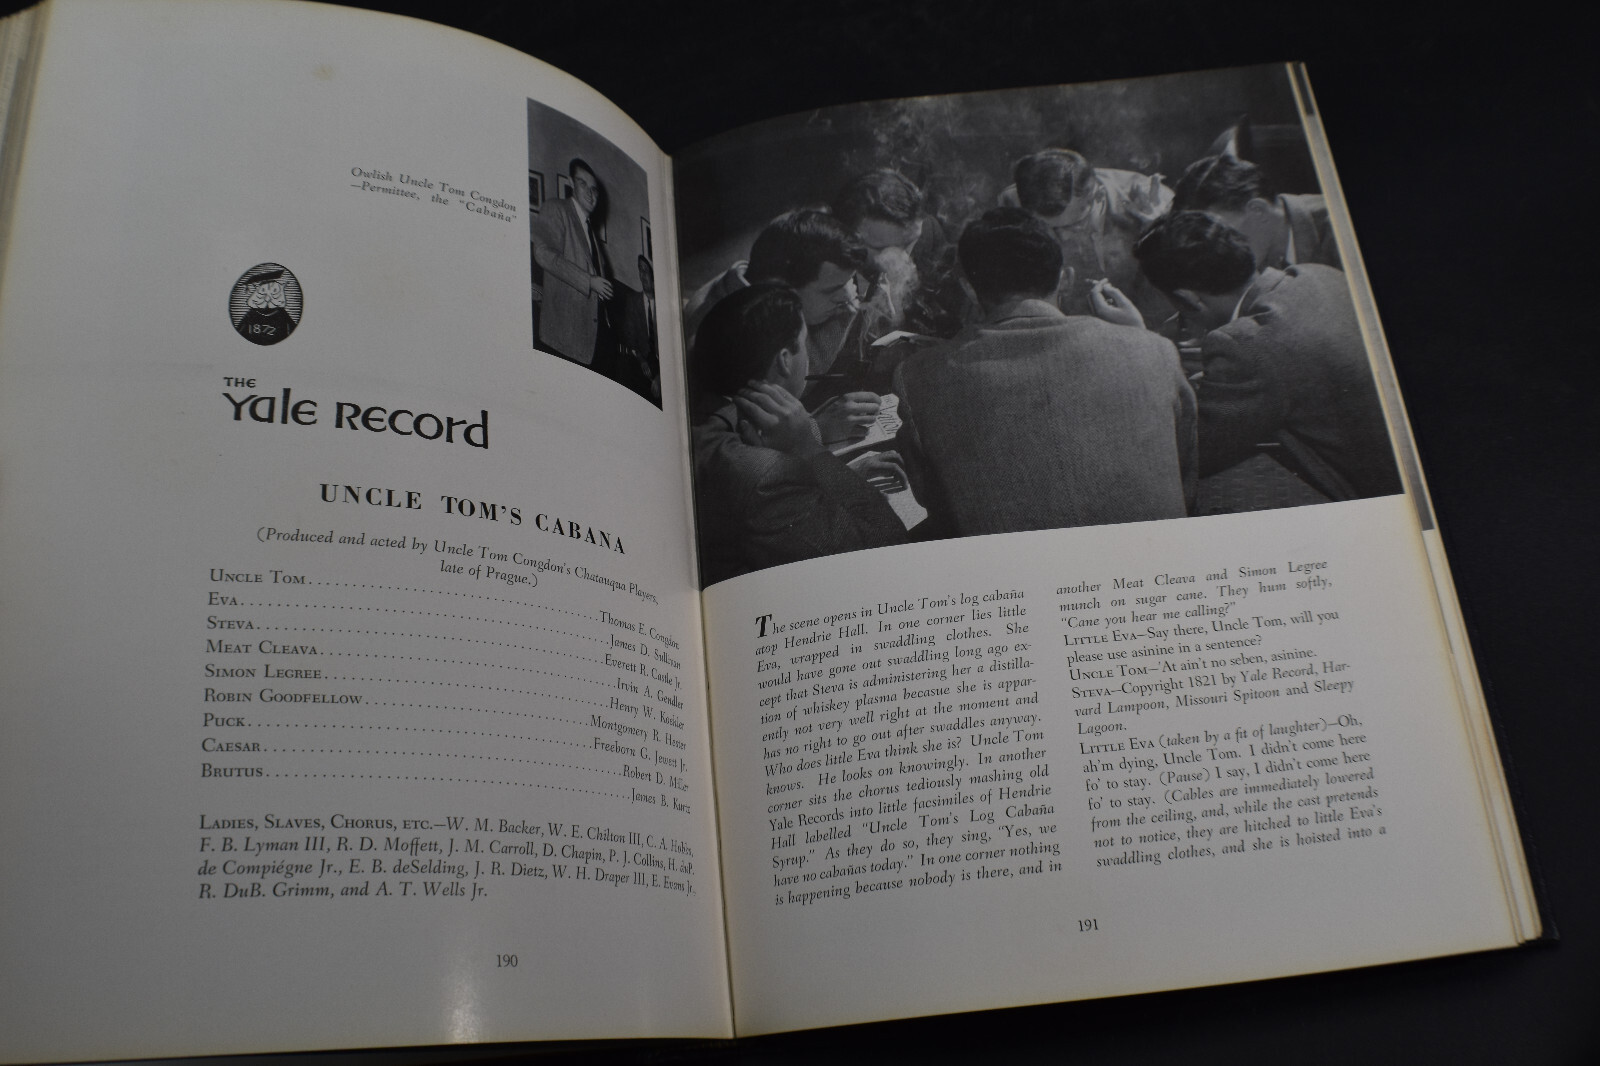 Owlish Uncle Tom Congdon
—Permittee, the "Cabaña"
1872
THE
Yale Record
UNCLE TOM'S CABANA
(Produced and acted by Uncle Tom Congdon's Chatauqua Players,
late of Prague.)
UNCLE TOM........................................Thomas E. Congdon
EVA........................................James D. Sullivan
STEVA........................................Everett R. Castle Jr.
MEAT CLEAVA........................................Irvin A. Gendler
SIMON LEGREE........................................Henry W. Koehler
ROBIN GOODFELLOW........................................Montgomery R. Hester
PUCK........................................Freeborn G. Jewett Jr.
CAESAR........................................Robert D. Miller
BRUTUS........................................James B. Kurtz
LADIES, SLAVES, CHORUS, ETC.—W. M. Backer, W. E. Chilton III, C. A. Hobbs,
F. B. Lyman III, R. D. Moffett, J. M. Carroll, D. Chapin, P. J. Collins, H. duP.
de Compiégne Jr., E. B. deSelding, J. R. Dietz, W. H. Draper III, E. Evans Jr.,
R. DuB. Grimm, and A. T. Wells Jr.
190
The scene opens in Uncle Tom's log cabaña
atop Hendrie Hall. In one corner lies little
Eva, wrapped in swaddling clothes. She
would have gone out swaddling long ago ex-
cept that Steva is administering her a distilla-
tion of whiskey plasma becasue she is appar-
ently not very well right at the moment and
has no right to go out after swaddles anyway.
Who does little Eva think she is? Uncle Tom
knows. He looks on knowingly. In another
corner sits the chorus tediously mashing old
Yale Records into little facsimiles of Hendrie
Hall labelled "Uncle Tom's Log Cabaña
Syrup." As they do so, they sing, "Yes, we
have no cabañas today." In one corner nothing
is happening because nobody is there, and in
another Meat Cleava and Simon Legree
munch on sugar cane. They hum softly,
"Cane you hear me calling?"
LITTLE EVA—Say there, Uncle Tom, will you
please use asinine in a sentence?
UNCLE TOM—'At ain't no seben, asinine.
STEVA—Copyright 1821 by Yale Record, Har-
vard Lampoon, Missouri Spitoon and Sleepy
Lagoon.
LITTLE EVA (taken by a fit of laughter)—Oh,
ah'm dying, Uncle Tom. I didn't come here
fo' to stay. (Pause) I say, I didn't come here
fo' to stay. (Cables are immediately lowered
from the ceiling, and, while the cast pretends
not to notice, they are hitched to little Eva's
swaddling clothes, and she is hoisted into a
191